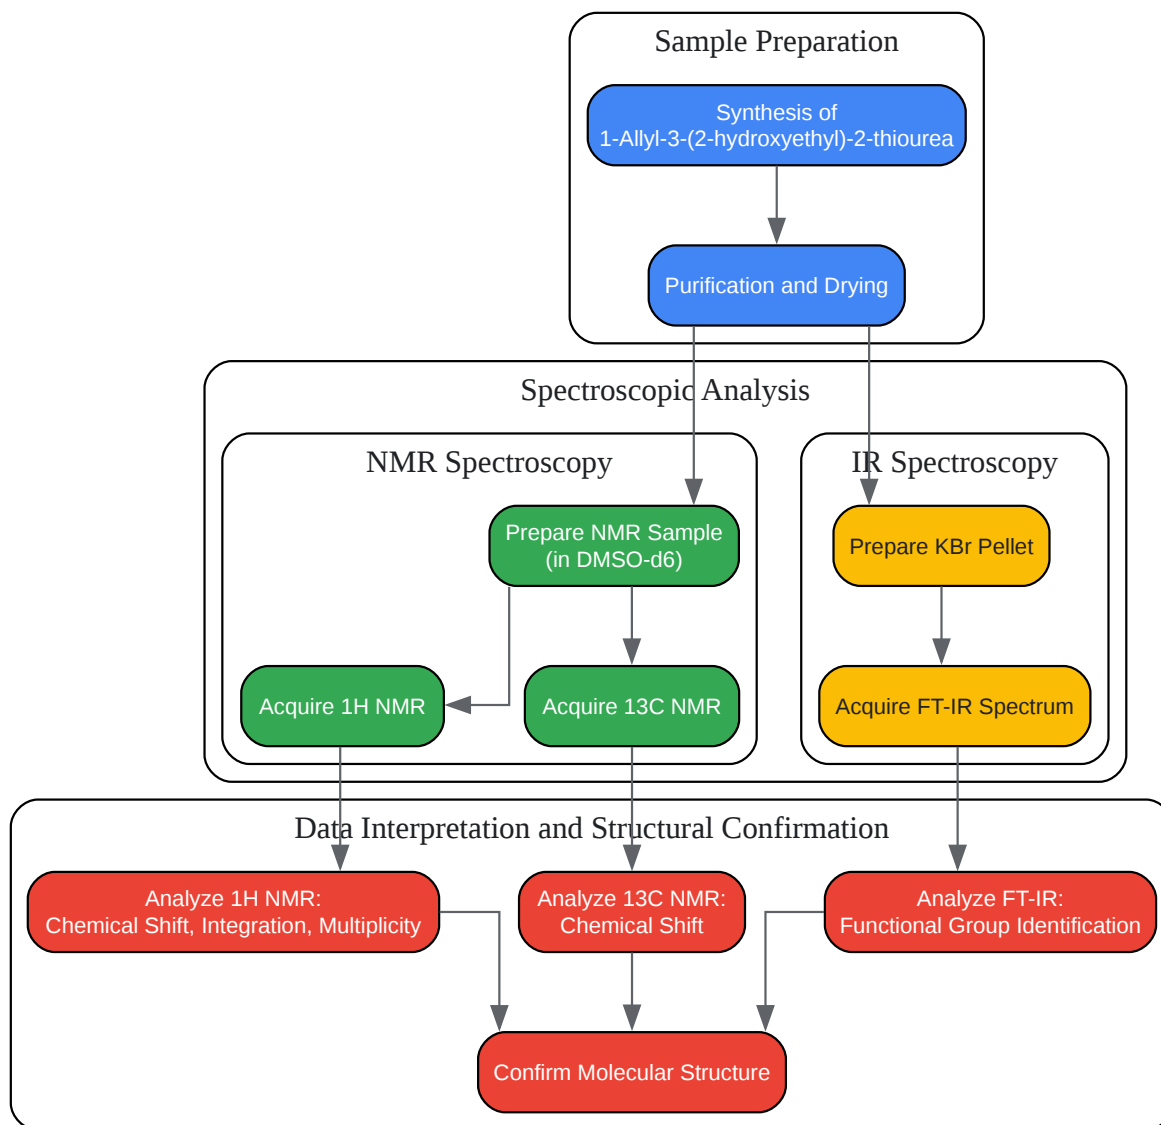 Sample Preparation
Synthesis of
1-Allyl-3-(2-hydroxyethyl)-2-thiourea
Purification and Drying
Spectroscopic Analysis
NMR Spectroscopy
IR Spectroscopy
Prepare NMR Sample
(in DMSO-d6)
Prepare KBr Pellet
Acquire 1H NMR
Acquire 13C NMR
Acquire FT-IR Spectrum
Data Interpretation and Structural Confirmation
Analyze 1H NMR:
Chemical Shift, Integration, Multiplicity
Analyze 13C NMR:
Chemical Shift
Analyze FT-IR:
Functional Group Identification
Confirm Molecular Structure